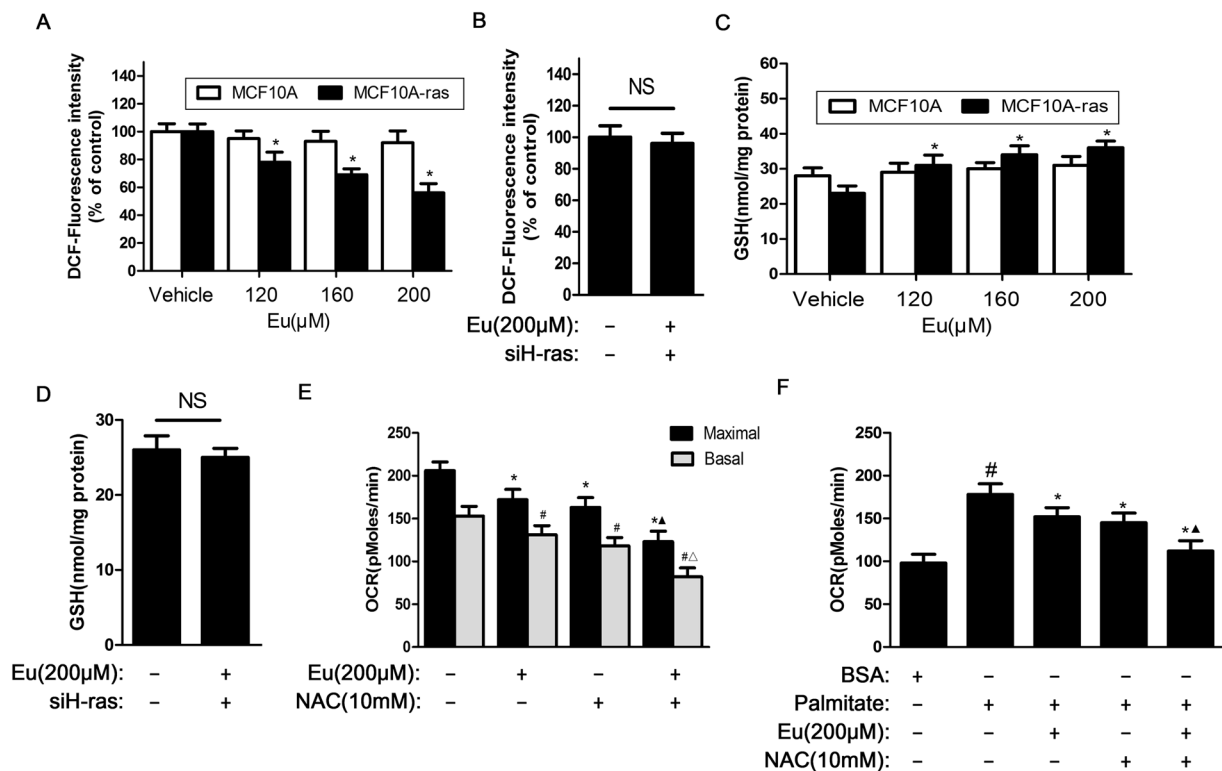 A
DCF-Fluorescence intensity
(% of control)
140
120
100
80
60
40
20
0
MCF10A MCF10A-ras
* * *
Vehicle 120 160 200
Eu(μM)
B
DCF-Fluorescence intensity
(% of control)
140
120
100
80
60
40
20
0
NS
Eu(200μM): − +
siH-ras: − +
C
GSH(nmol/mg protein)
60
50
40
30
20
10
0
MCF10A MCF10A-ras
* * *
Vehicle 120 160 200
Eu(μM)
D
GSH(nmol/mg protein)
30
20
10
0
NS
Eu(200μM): − +
siH-ras: − +
E
OCR(pMoles/min)
250
200
150
100
50
0
Maximal
Basal
* * *▲
# # #△
Eu(200μM): − + − +
NAC(10mM): − − + +
F
OCR(pMoles/min)
250
200
150
100
50
0
# * * *▲
BSA: + − − − −
Palmitate: − + + + +
Eu(200μM): − − + − +
NAC(10mM): − − − + +